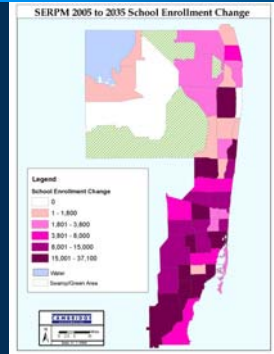 SERPM 2005 to 2035 School Enrollment Change
Legend
School Enrollment Change
0
1 - 1,800
1,801 - 3,800
3,801 - 8,000
8,001 - 15,000
15,001 - 37,100
Water
Swamp/Green Area